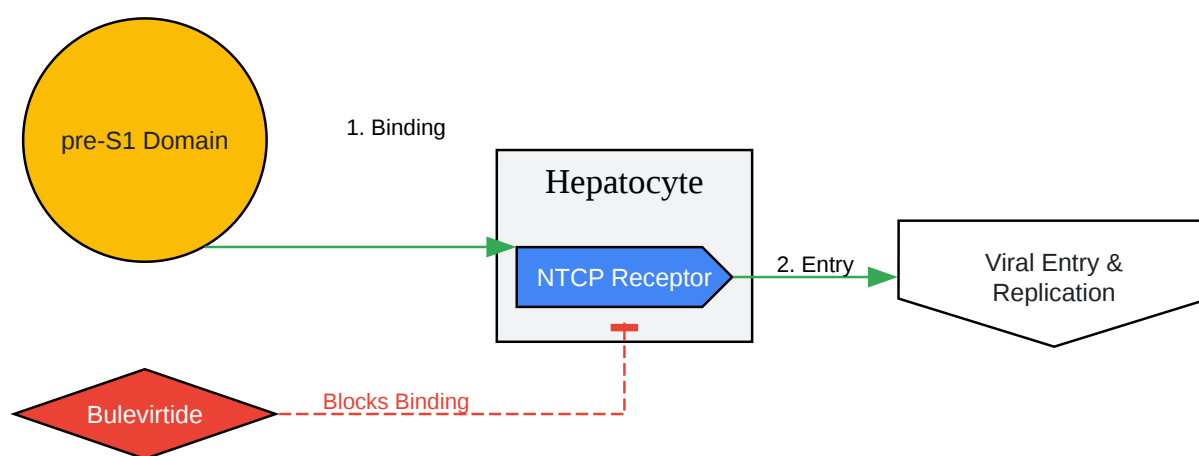 1. Binding
pre-S1 Domain
Hepatocyte
NTCP Receptor
2. Entry
Viral Entry &
Replication
Blocks Binding
Bulevirtide